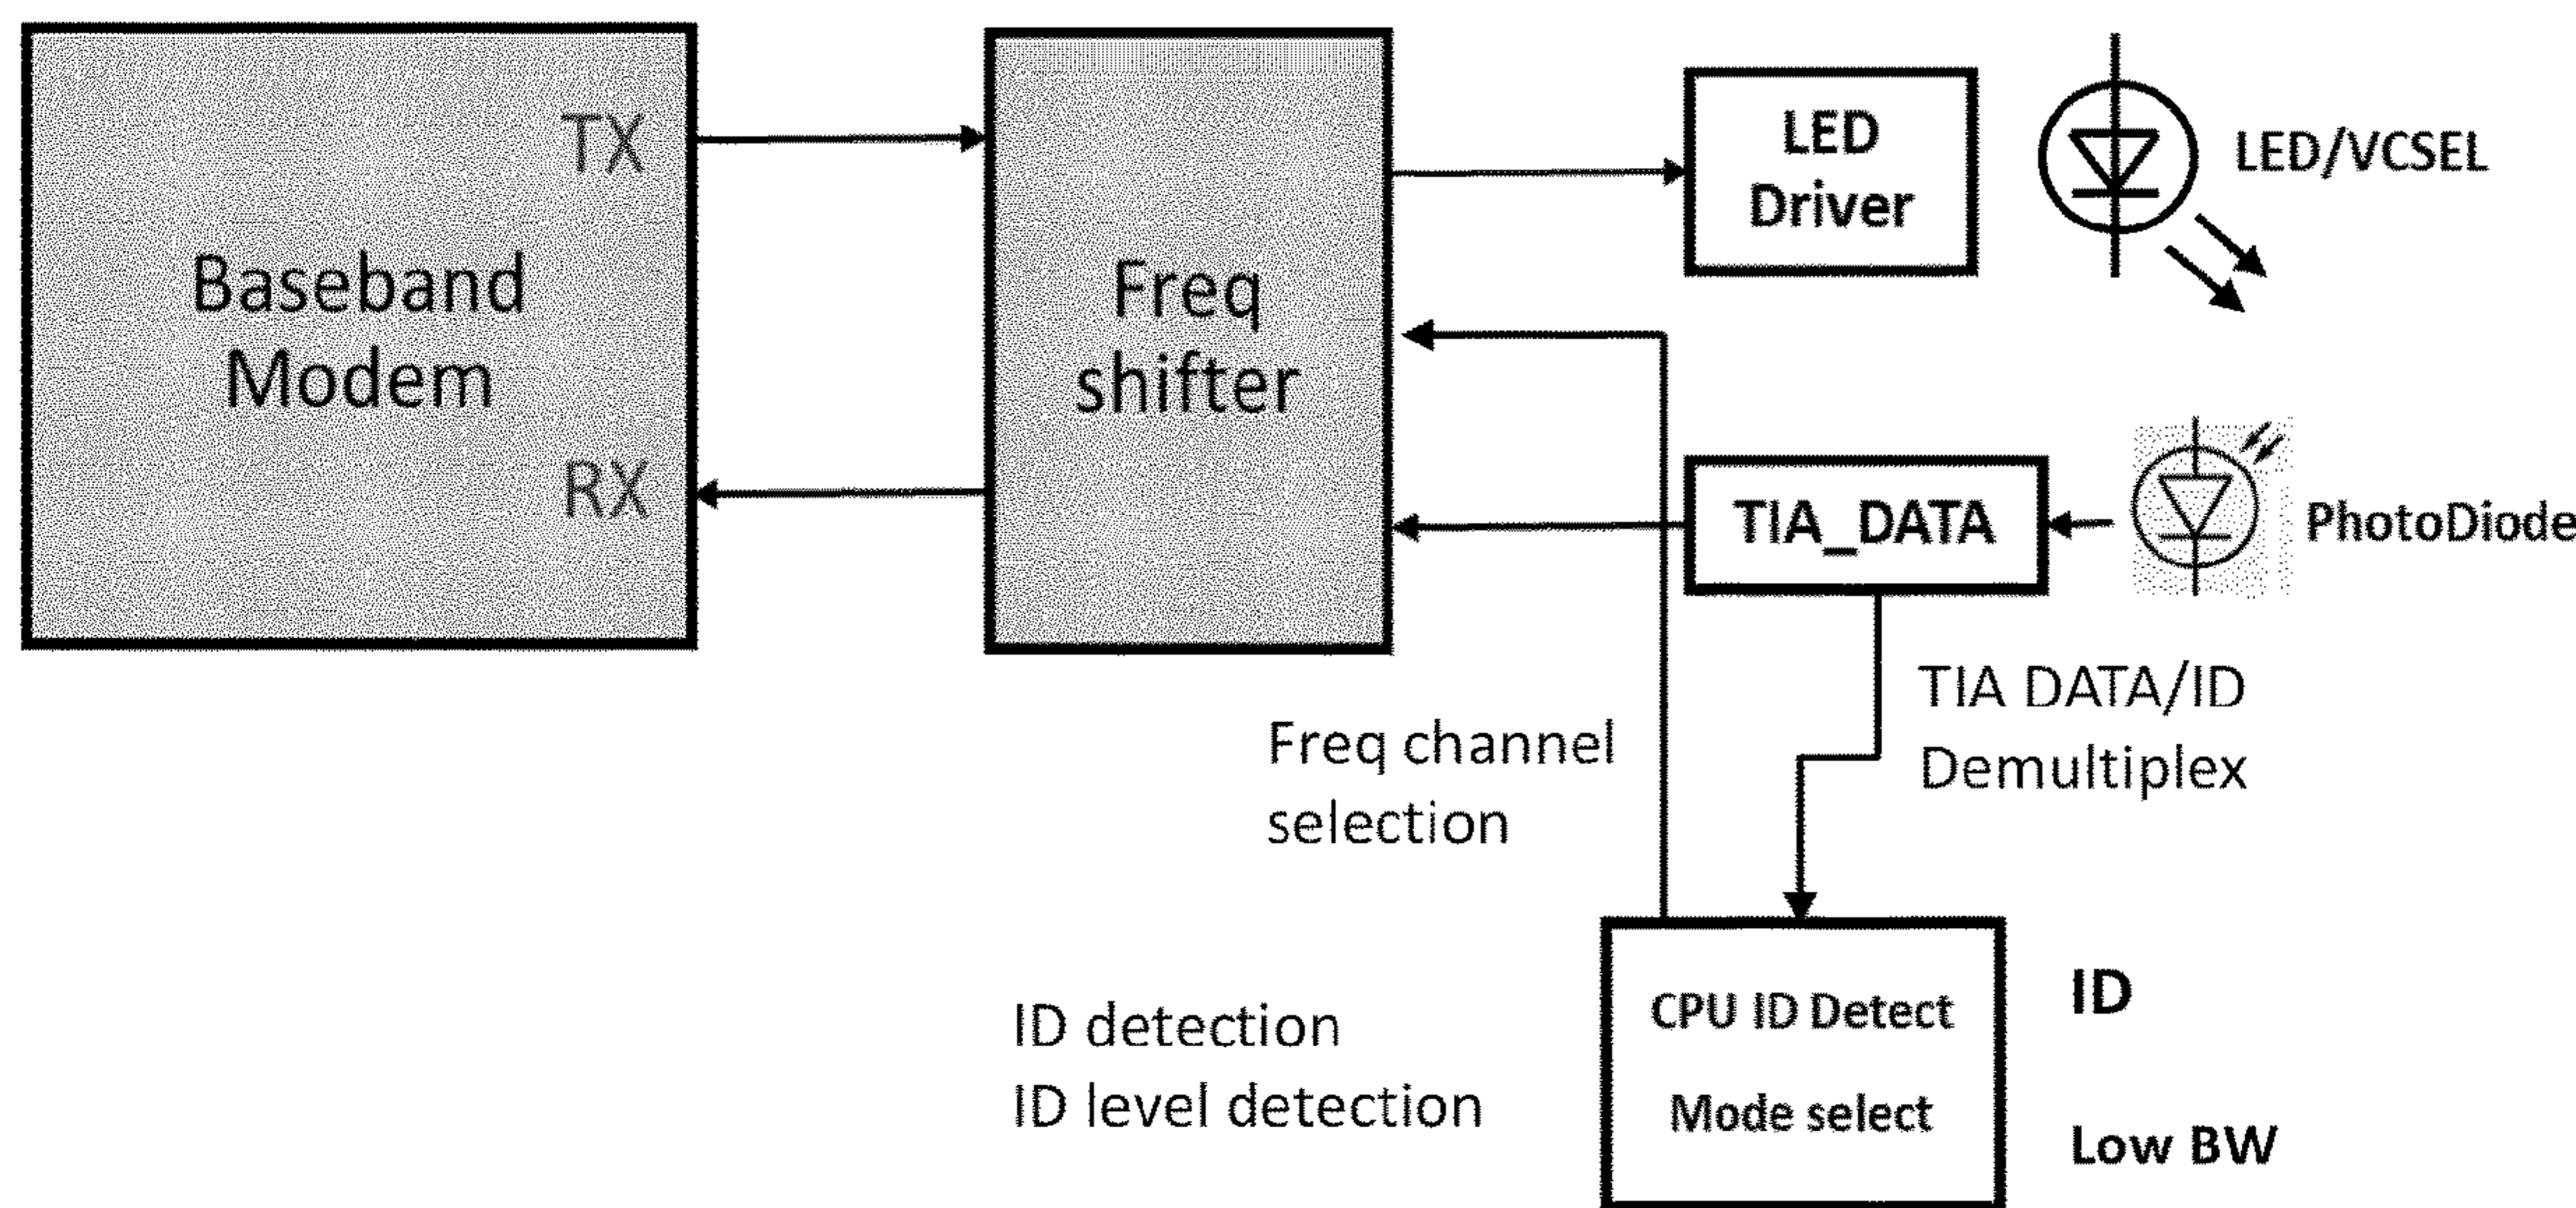 TX
Baseband
Modem
RX
Freq
shifter
LED
Driver
LED/VCSEL
TIA_DATA
PhotoDiode
TIA DATA/ID
Demultiplex
Freq channel
selection
ID detection
ID level detection
CPU ID Detect
Mode select
ID
Low BW